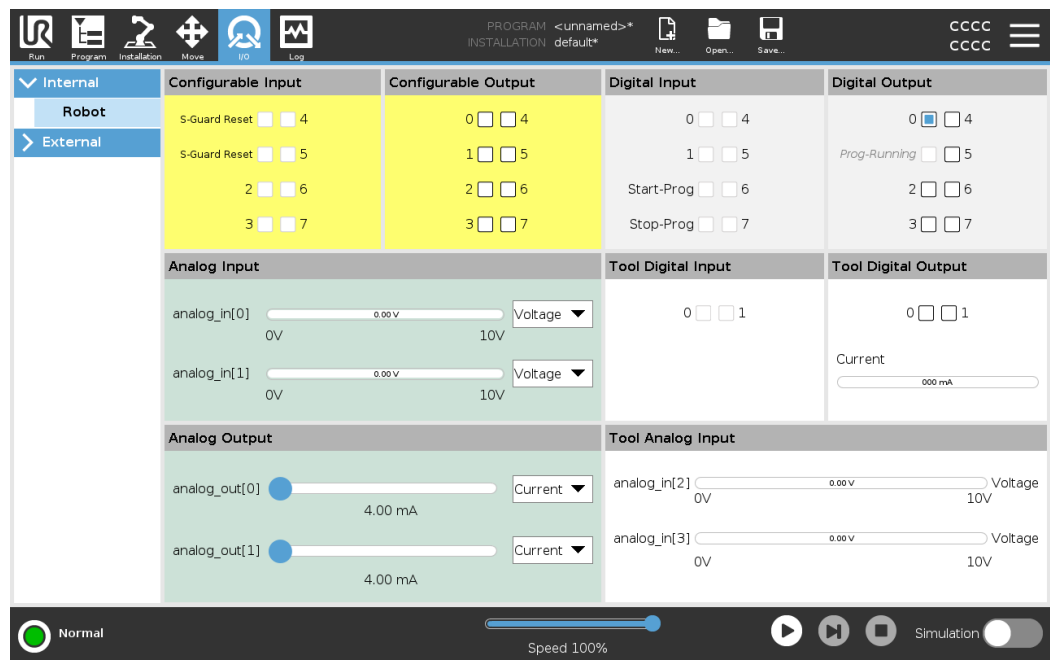 UR
PROGRAM <unnamed>*
INSTALLATION default*
CCCC
CCCC
Run Program Installation Move I/O Log New... Open... Save...
Internal
Robot
External
Configurable Input
S-Guard Reset 4
S-Guard Reset 5
2 6
3 7
Configurable Output
0 4
1 5
2 6
3 7
Digital Input
0 4
1 5
Start-Prog 6
Stop-Prog 7
Digital Output
0 4
Prog-Running 5
2 6
3 7
Analog Input
analog_in[0] 0.00 V Voltage
0V 10V
analog_in[1] 0.00 V Voltage
0V 10V
Tool Digital Input
0 1
Tool Digital Output
0 1
Current
000 mA
Analog Output
analog_out[0] Current
4.00 mA
analog_out[1] Current
4.00 mA
Tool Analog Input
analog_in[2] 0.00 V Voltage
0V 10V
analog_in[3] 0.00 V Voltage
0V 10V
Normal
Speed 100%
Simulation